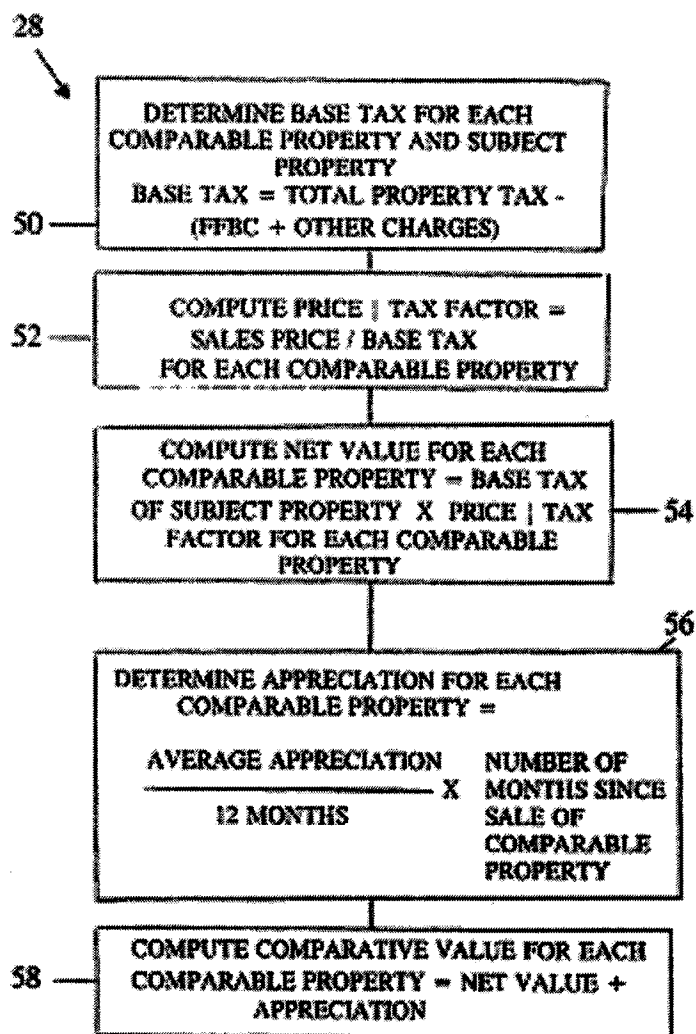 28
DETERMINE BASE TAX FOR EACH
COMPARABLE PROPERTY AND SUBJECT
PROPERTY
BASE TAX = TOTAL PROPERTY TAX -
(FFBC + OTHER CHARGES)
50
COMPUTE PRICE | TAX FACTOR =
SALES PRICE / BASE TAX
FOR EACH COMPARABLE PROPERTY
52
COMPUTE NET VALUE FOR EACH
COMPARABLE PROPERTY = BASE TAX
OF SUBJECT PROPERTY X PRICE | TAX
FACTOR FOR EACH COMPARABLE
PROPERTY
54
56
DETERMINE APPRECIATION FOR EACH
COMPARABLE PROPERTY =
AVERAGE APPRECIATION
12 MONTHS
X
NUMBER OF
MONTHS SINCE
SALE OF
COMPARABLE
PROPERTY
COMPUTE COMPARATIVE VALUE FOR EACH
COMPARABLE PROPERTY = NET VALUE +
APPRECIATION
58